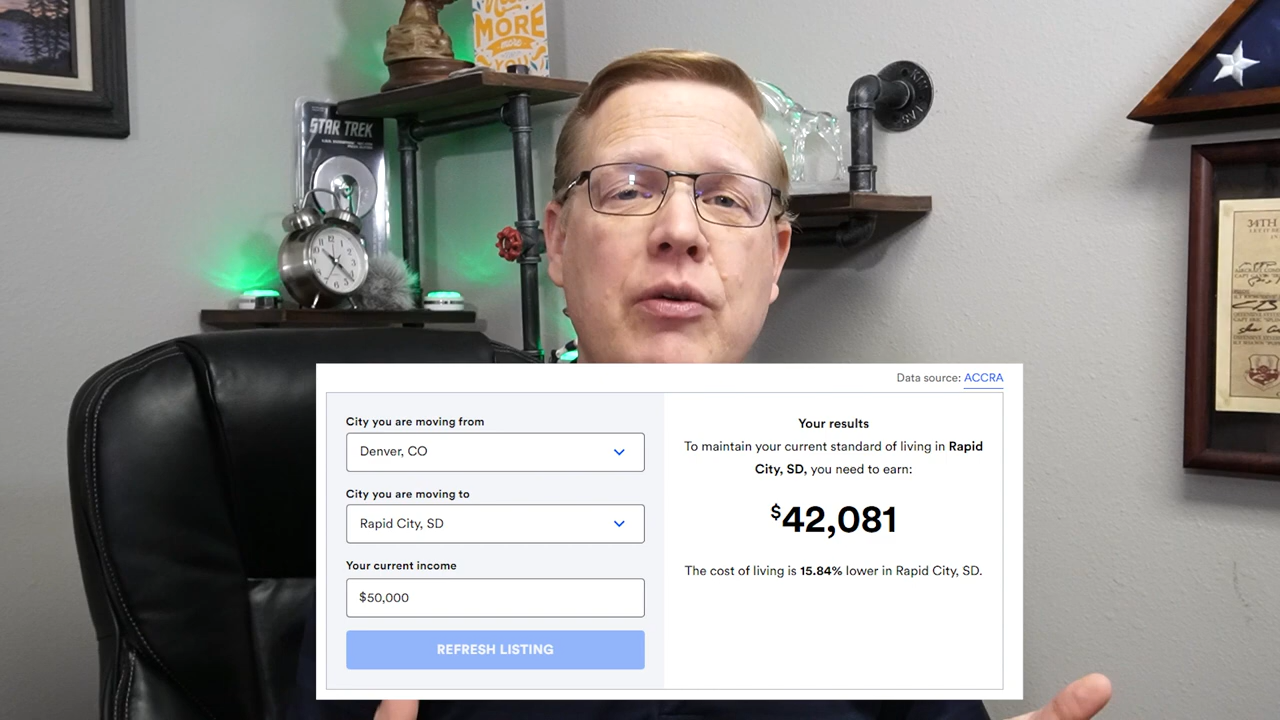 MORE
more
YOU
STAR TREK
34TH
Data source: ACCRA
City you are moving from
Denver, CO
City you are moving to
Rapid City, SD
Your current income
$50,000
REFRESH LISTING
Your results
To maintain your current standard of living in Rapid
City, SD, you need to earn:
$42,081
The cost of living is 15.84% lower in Rapid City, SD.